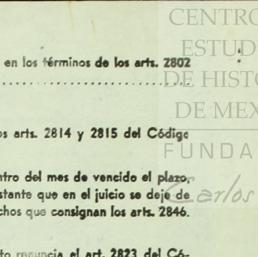 CENTRO
ESTUD
DE HISTO
DE MEX
FUNDA
Carlos
en los términos de los arts. 2802
os arts. 2814 y 2815 del Código
ntro del mes de vencido el plazo,
stante que en el juicio se deje de
chos que consignan los arts. 2846.
to renuncia el art. 2823 del Có-